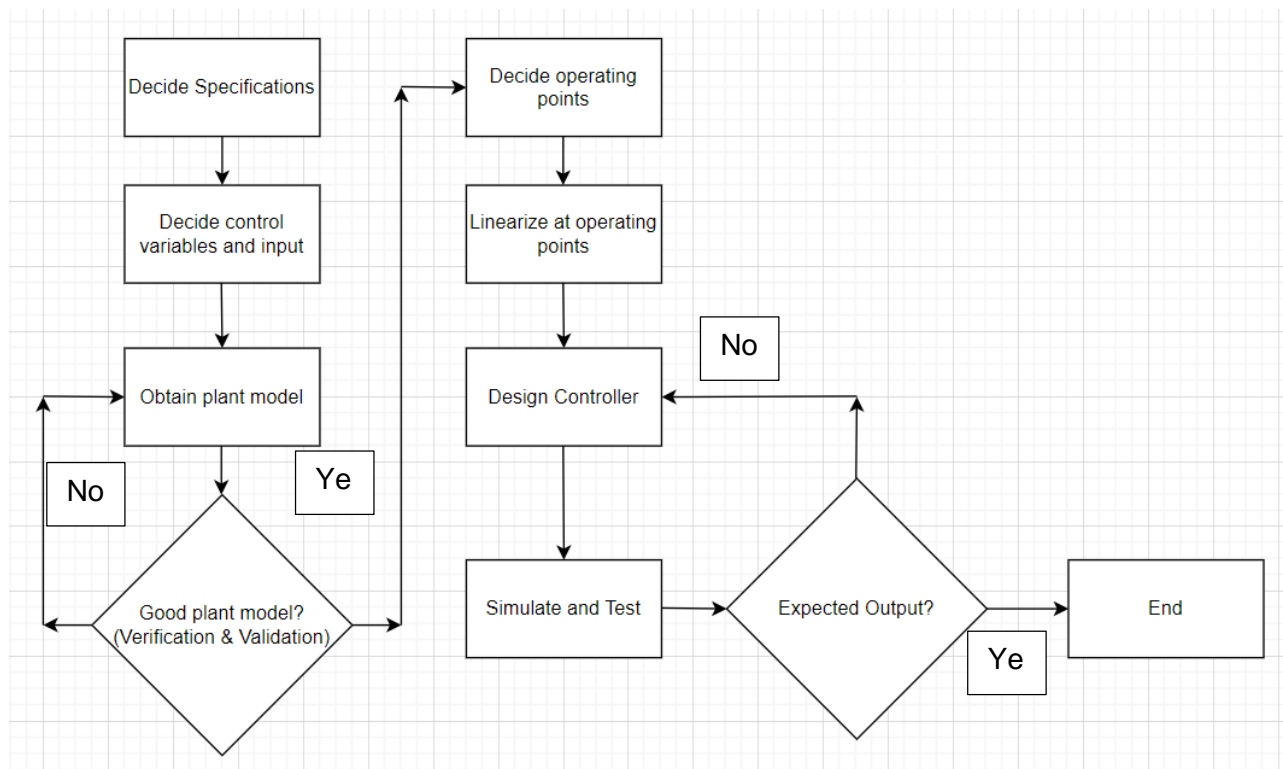 Decide Specifications
Decide control
variables and input
Obtain plant model
No
Ye
Good plant model?
(Verification & Validation)
Decide operating
points
Linearize at operating
points
Design Controller
No
Simulate and Test
Expected Output?
Ye
End